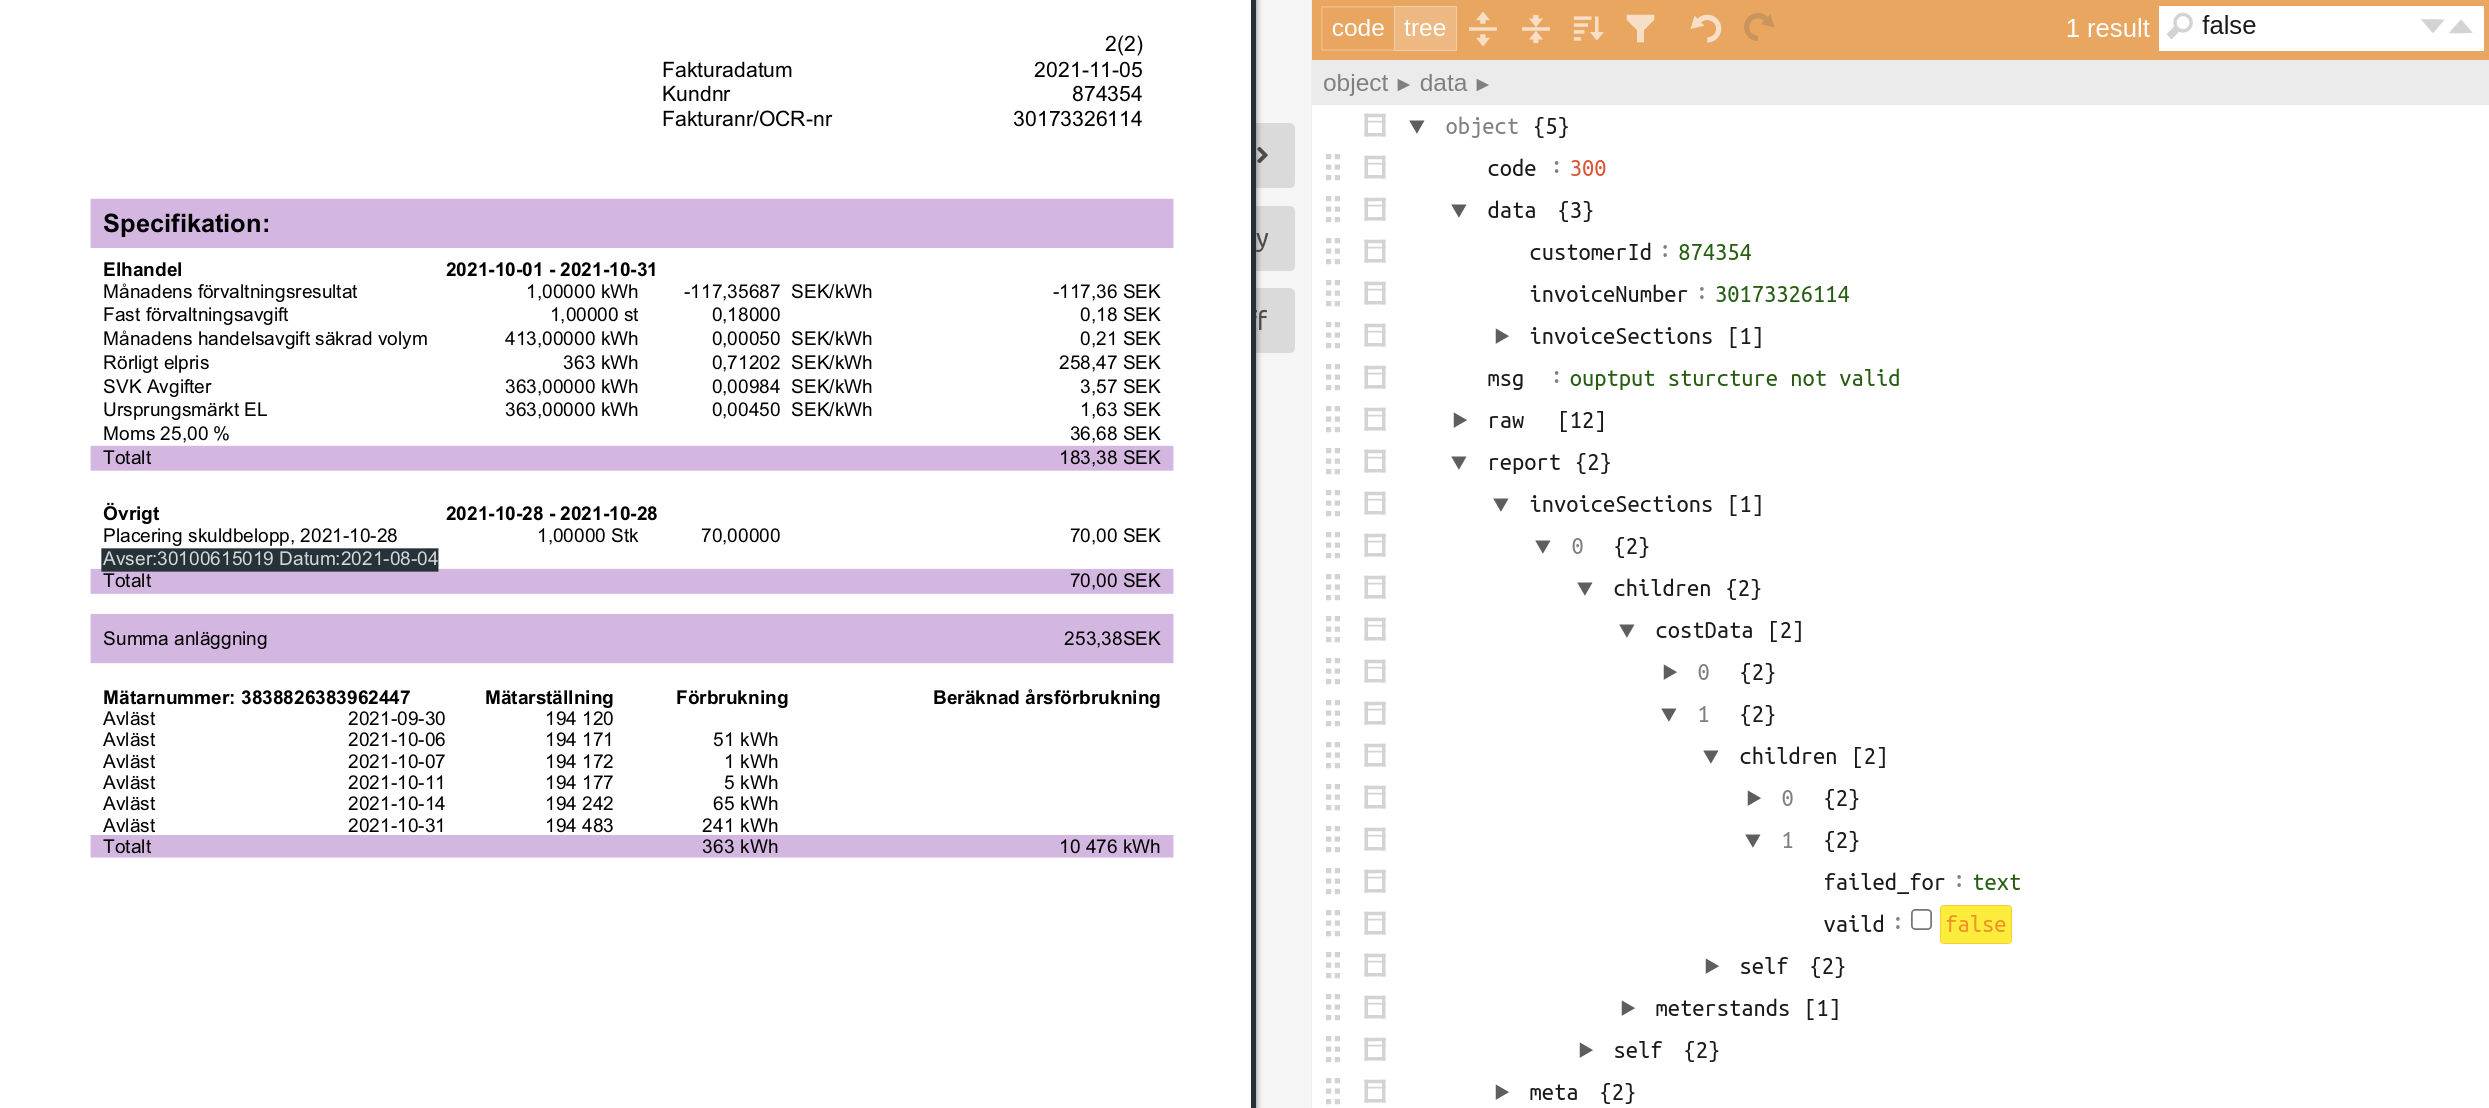 2(2)
Fakturadatum 2021-11-05
Kundnr 874354
Fakturanr/OCR-nr 30173326114
Specifikation:
Elhandel 2021-10-01 - 2021-10-31
Månadens förvaltningsresultat 1,00000 kWh -117,35687 SEK/kWh -117,36 SEK
Fast förvaltningsavgift 1,00000 st 0,18000 0,18 SEK
Månadens handelsavgift säkrad volym 413,00000 kWh 0,00050 SEK/kWh 0,21 SEK
Rörligt elpris 363 kWh 0,71202 SEK/kWh 258,47 SEK
SVK Avgifter 363,00000 kWh 0,00984 SEK/kWh 3,57 SEK
Ursprungsmärkt EL 363,00000 kWh 0,00450 SEK/kWh 1,63 SEK
Moms 25,00 % 36,68 SEK
Totalt 183,38 SEK
Övrigt 2021-10-28 - 2021-10-28
Placering skuldbelopp, 2021-10-28 1,00000 Stk 70,00000 70,00 SEK
Avser:30100615019 Datum:2021-08-04
Totalt 70,00 SEK
Summa anläggning 253,38SEK
Mätarnummer: 3838826383962447 Mätarställning Förbrukning Beräknad årsförbrukning
Avläst 2021-09-30 194 120
Avläst 2021-10-06 194 171 51 kWh
Avläst 2021-10-07 194 172 1 kWh
Avläst 2021-10-11 194 177 5 kWh
Avläst 2021-10-14 194 242 65 kWh
Avläst 2021-10-31 194 483 241 kWh
Totalt 363 kWh 10 476 kWh
y
f
code tree 1 result false
object ► data ►
object {5}
code : 300
data {3}
customerId : 874354
invoiceNumber : 30173326114
invoiceSections [1]
msg : ouptput sturcture not valid
raw [12]
report {2}
invoiceSections [1]
0 {2}
children {2}
costData [2]
0 {2}
1 {2}
children [2]
0 {2}
1 {2}
failed_for : text
vaild : false
self {2}
meterstands [1]
self {2}
meta {2}